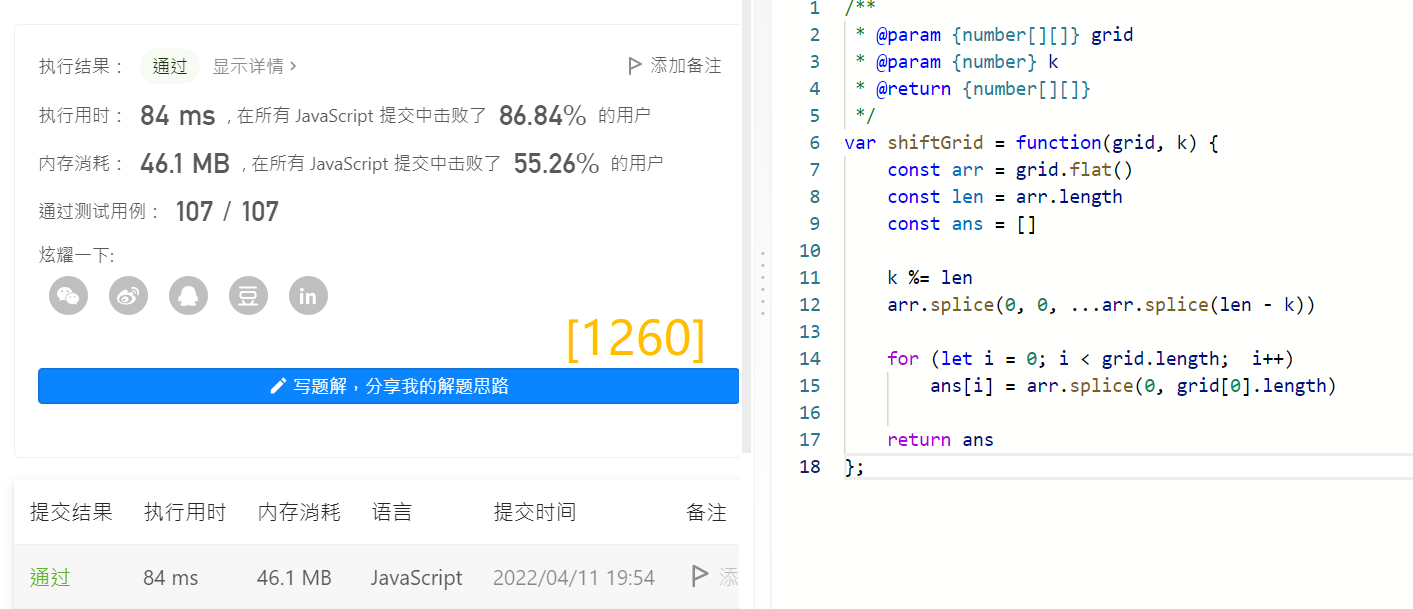 执行结果： 通过 显示详情 > 添加备注
执行用时： 84 ms , 在所有 JavaScript 提交中击败了 86.84% 的用户
内存消耗： 46.1 MB , 在所有 JavaScript 提交中击败了 55.26% 的用户
通过测试用例： 107 / 107
炫耀一下:
豆 in
[1260]
写题解，分享我的解题思路
提交结果 执行用时 内存消耗 语言 提交时间 备注
通过 84 ms 46.1 MB JavaScript 2022/04/11 19:54 添
1 /**
2  * @param {number[][]} grid
3  * @param {number} k
4  * @return {number[][]}
5  */
6 var shiftGrid = function(grid, k) {
7     const arr = grid.flat()
8     const len = arr.length
9     const ans = []
10
11     k %= len
12     arr.splice(0, 0, ...arr.splice(len - k))
13
14     for (let i = 0; i < grid.length;  i++)
15         ans[i] = arr.splice(0, grid[0].length)
16
17     return ans
18 };